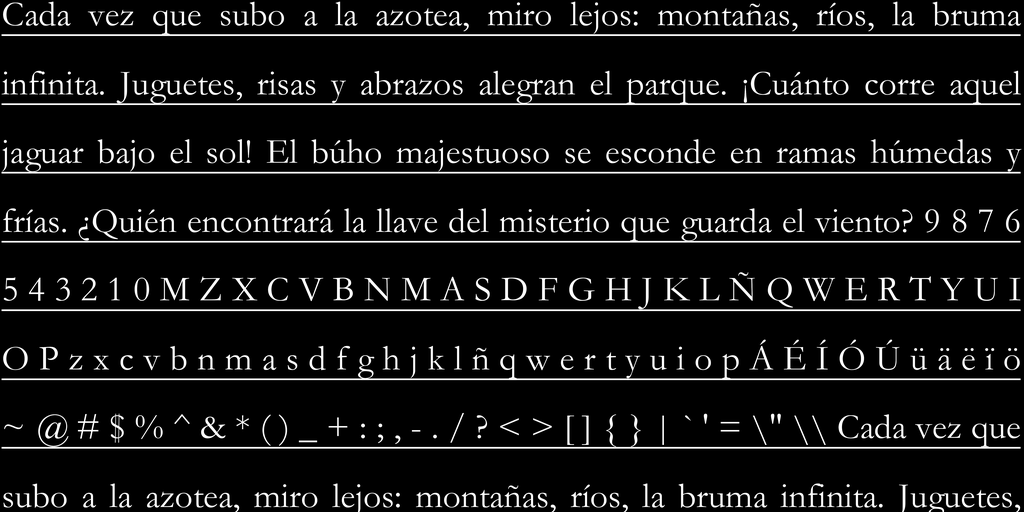 Cada vez que subo a la azotea, miro lejos: montañas, ríos, la bruma
infinita. Juguetes, risas y abrazos alegran el parque. ¡Cuánto corre aquel
jaguar bajo el sol! El búho majestuoso se esconde en ramas húmedas y
frías. ¿Quién encontrará la llave del misterio que guarda el viento? 9 8 7 6
5 4 3 2 1 0 M Z X C V B N M A S D F G H J K L Ñ Q W E R T Y U I
O P z x c v b n m a s d f g h j k l ñ q w e r t y u i o p Á É Í Ó Ú ü ä ë ï ö
~ @ # $ % ^ & * ( ) _ + : ; , - . / ? < > [ ] { } | ` ' = \" \\ Cada vez que
subo a la azotea, miro lejos: montañas, ríos, la bruma infinita. Juguetes,